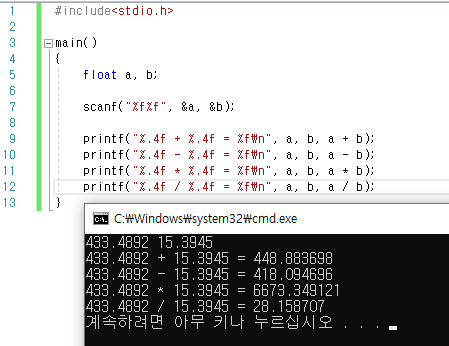 1 #include<stdio.h>
2
3 main()
4 {
5 float a, b;
6
7 scanf("%f%f", &a, &b);
8
9 printf("%.4f + %.4f = %f₩n", a, b, a + b);
10 printf("%.4f - %.4f = %f₩n", a, b, a - b);
11 printf("%.4f * %.4f = %f₩n", a, b, a * b);
12 printf("%.4f / %.4f = %f₩n", a, b, a / b);
13 }
C:\. C:₩Windows₩system32₩cmd.exe
433.4892 15.3945
433.4892 + 15.3945 = 448.883698
433.4892 - 15.3945 = 418.094696
433.4892 * 15.3945 = 6673.349121
433.4892 / 15.3945 = 28.158707
계속하려면 아무 키나 누르십시오 . . .